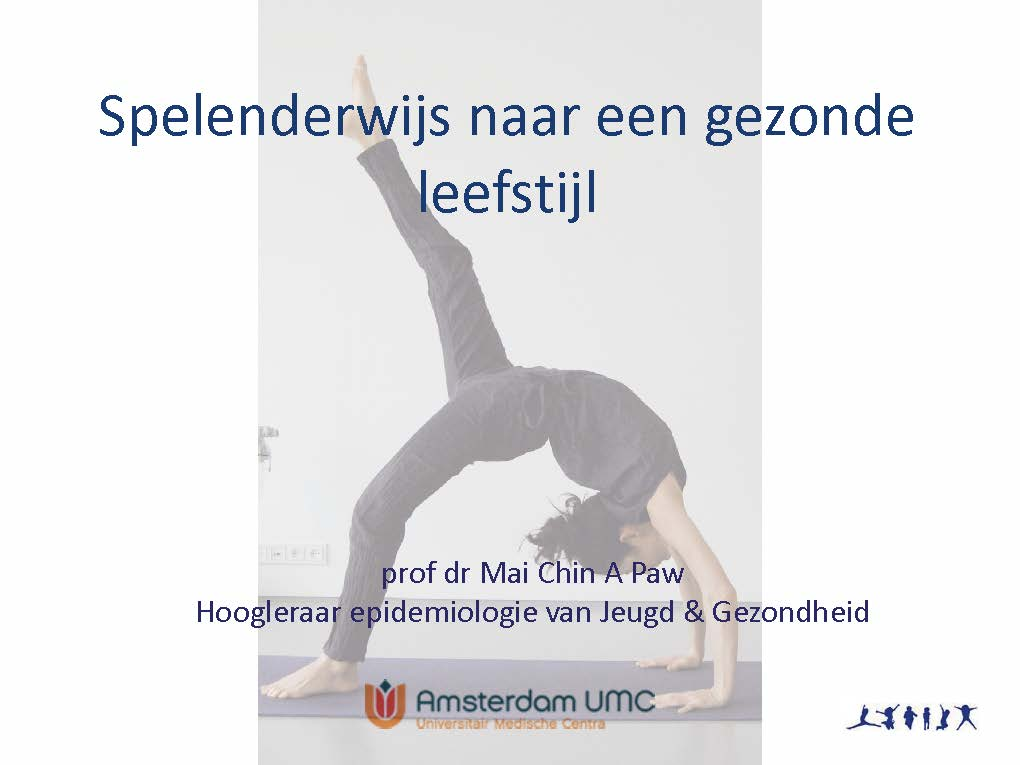 Spelenderwijs naar een gezonde
leefstijl
prof dr Mai Chin A Paw
Hoogleraar epidemiologie van Jeugd & Gezondheid
Amsterdam UMC
Universitair Medische Centra